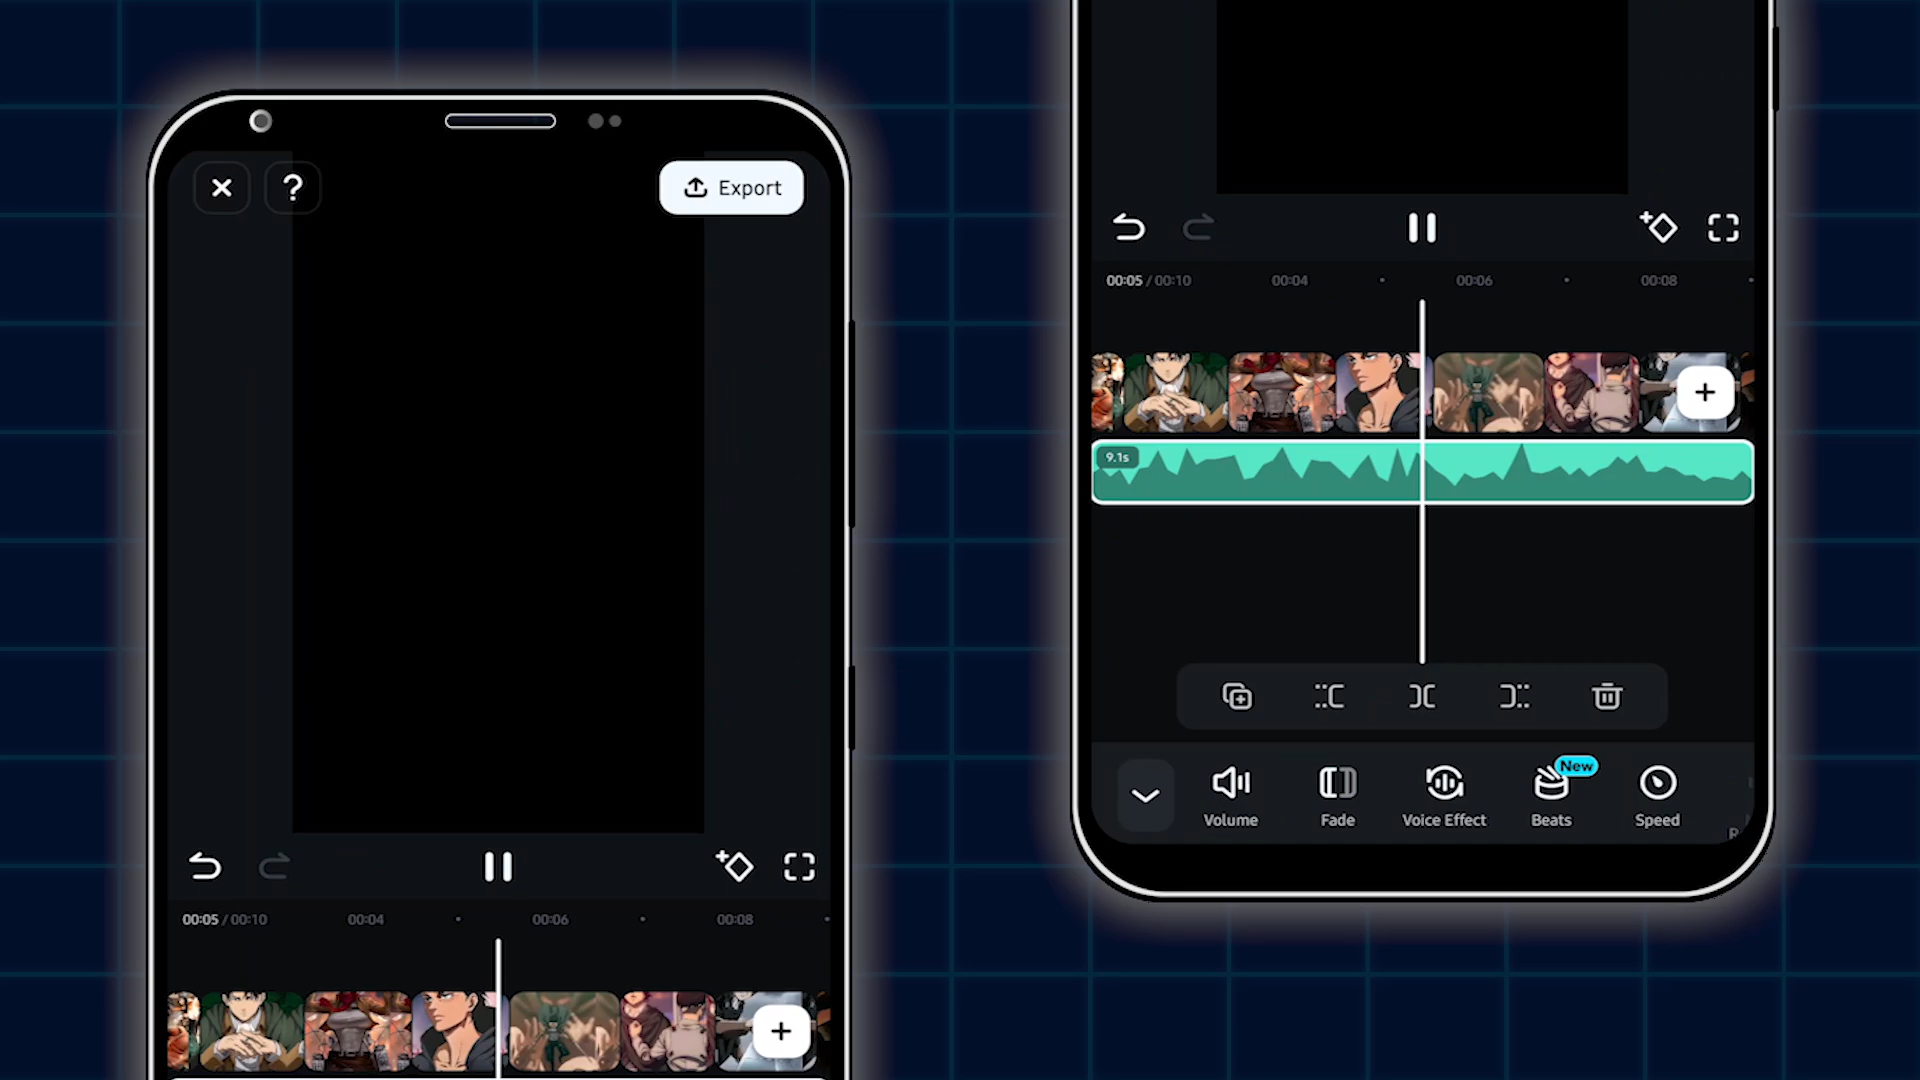 ? Export
00:05 / 00:10 00:04 00:06 00:08
00:05 / 00:10 00:04 00:06 00:08
9.1s
New
Volume Fade Voice Effect Beats Speed
R